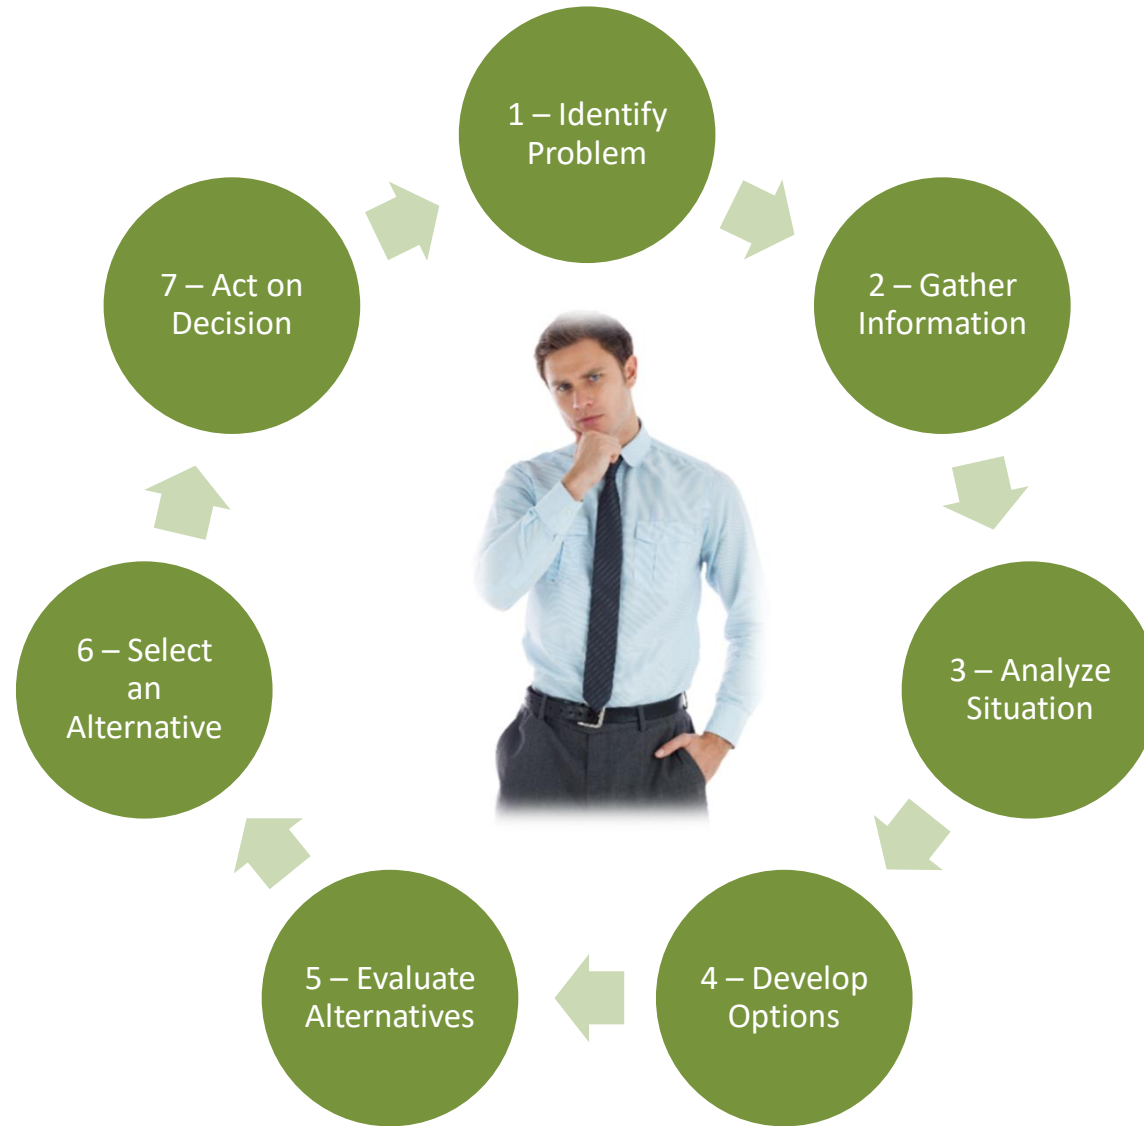 1 – Identify
Problem
2 – Gather
Information
3 – Analyze
Situation
4 – Develop
Options
5 – Evaluate
Alternatives
6 – Select
an
Alternative
7 – Act on
Decision